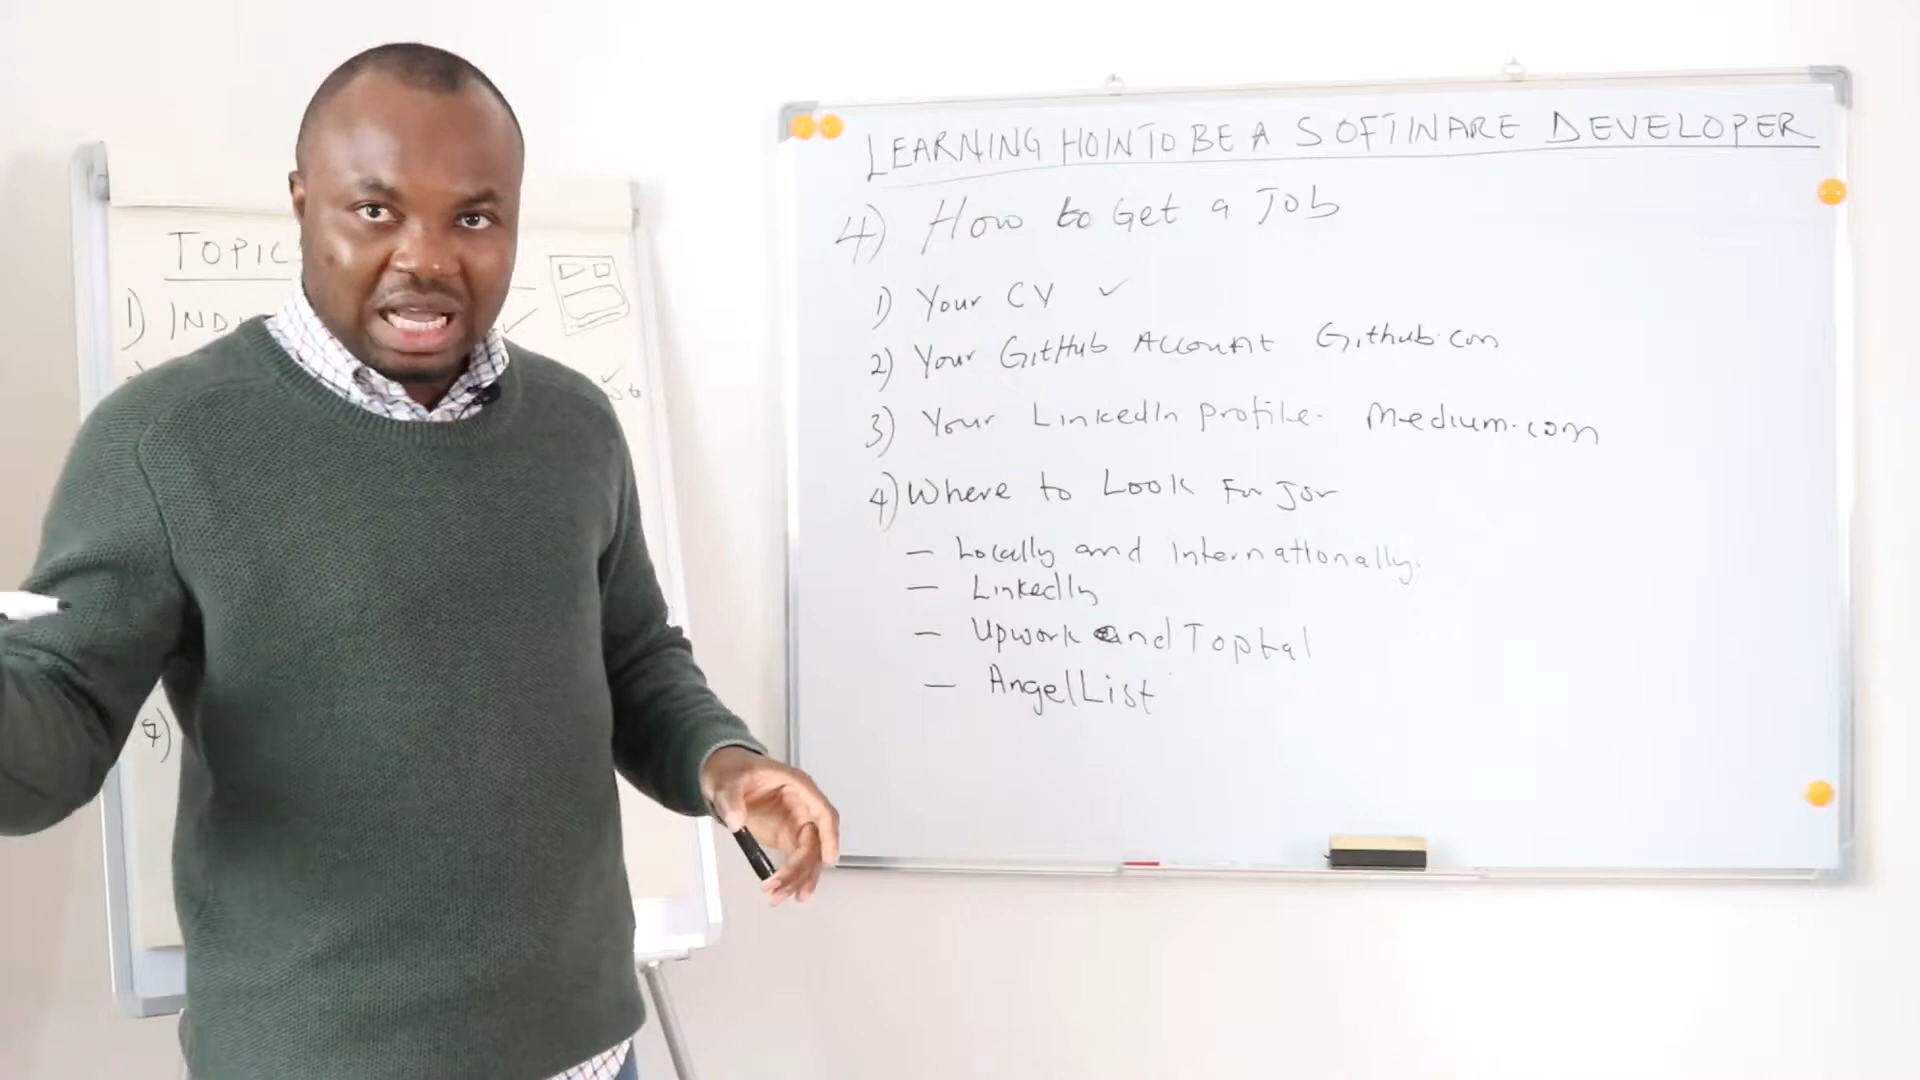 TOPIC
1) IND
LEARNING HOW TO BE A SOFTWARE DEVELOPER
4) How to Get a Job
1) Your CV ✓
2) Your GitHub Account Github.com
3) Your LinkedIn profile. Medium.com
4) Where to Look For Job
— Locally and Internationally.
— LinkedIn
— Upwork and Toptal
— AngelList